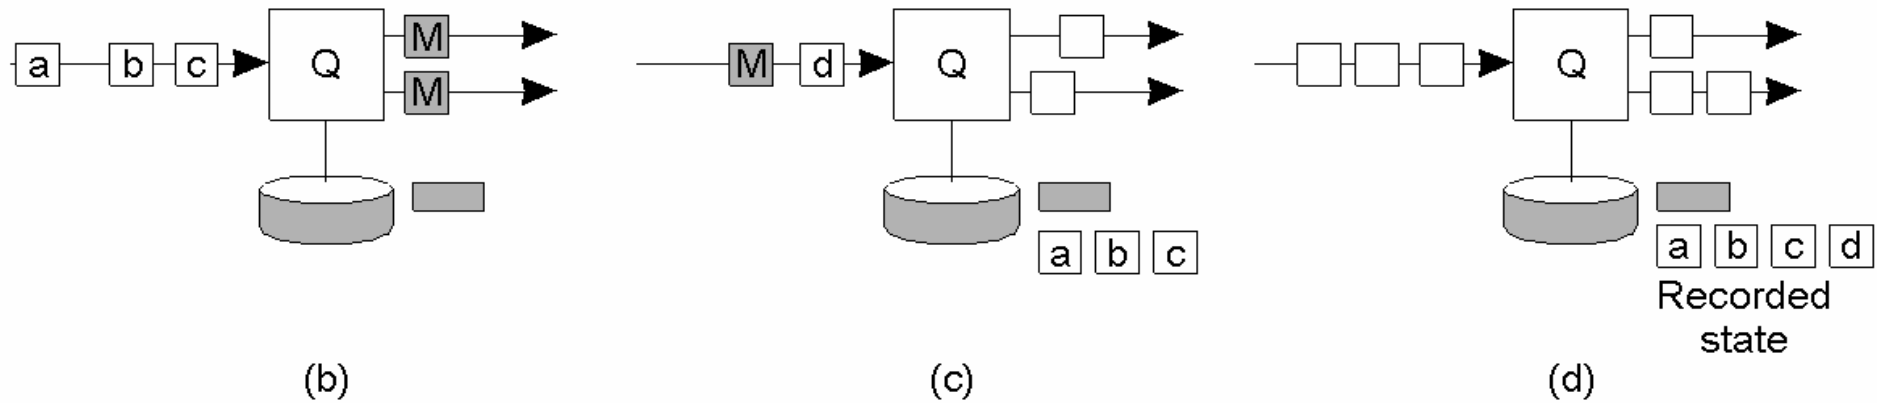 a b c Q M M
M d Q
Q
a b c
a b c d
Recorded
state
(b)
(c)
(d)